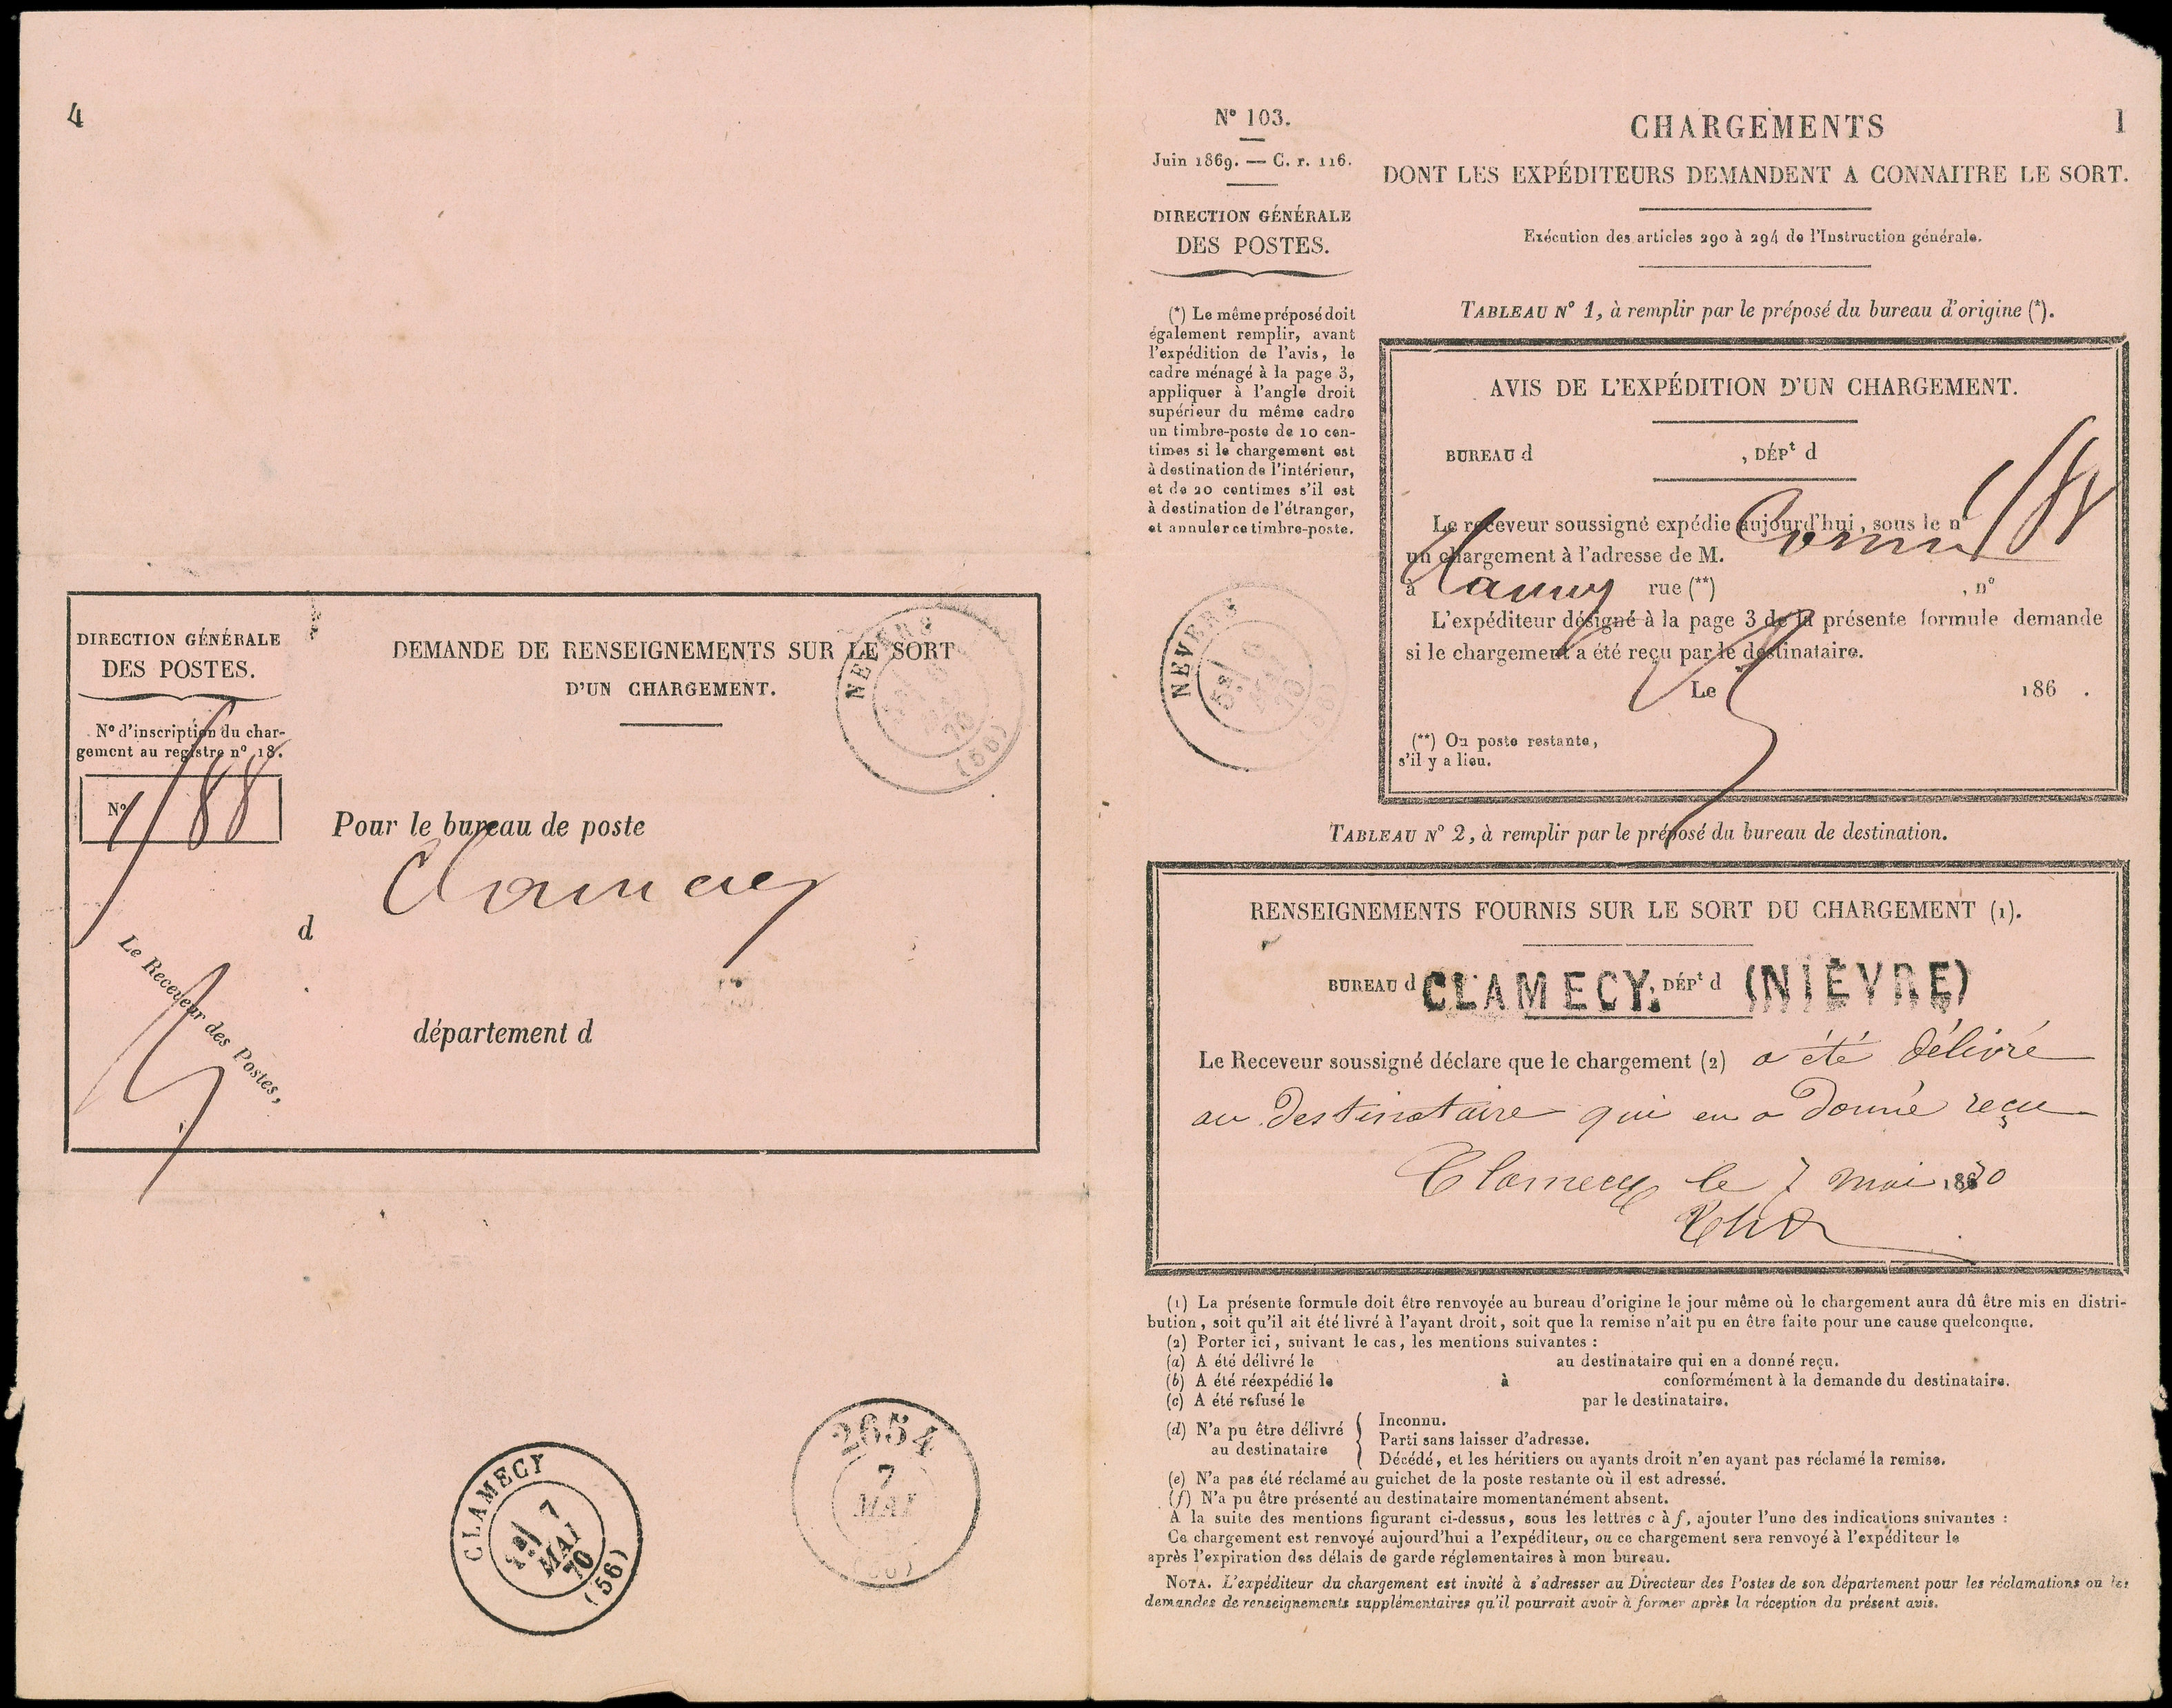 4
DIRECTION GÉNÉRALE
DES POSTES.
N° d'inscription du char-
gement au registre n° 18.
N° 188
Le Receveur des Postes,
DEMANDE DE RENSEIGNEMENTS SUR LE SORT
D'UN CHARGEMENT.
NEVERS
5E
6
MAI
70
(56)
Pour le bureau de poste
d Clamecy
département d
CLAMECY
7
MAI
70
(56)
2654
7
MAI
N° 103.
Juin 1869. — C. r. 116.
DIRECTION GÉNÉRALE
DES POSTES.
(*) Le même préposé doit
également remplir, avant
l'expédition de l'avis, le
cadre ménagé à la page 3,
appliquer à l'angle droit
supérieur du même cadre
un timbre-poste de 10 cen-
times si le chargement est
à destination de l'intérieur,
et de 20 centimes s'il est
à destination de l'étranger,
et annuler ce timbre-poste.
NEVERS
5E
6
MAI
70
(56)
1
CHARGEMENTS
DONT LES EXPÉDITEURS DEMANDENT A CONNAITRE LE SORT.
Exécution des articles 290 à 294 de l'Instruction générale.
TABLEAU N° 1, à remplir par le préposé du bureau d'origine (*).
AVIS DE L'EXPÉDITION D'UN CHARGEMENT.
BUREAU d , DÉPt d
Le receveur soussigné expédie aujourd'hui, sous le n° 188
un chargement à l'adresse de M. Cornu
à Clamecy rue (**) , n°
L'expéditeur désigné à la page 3 de la présente formule demande
si le chargement a été reçu par le destinataire.
Le 186 .
(**) Ou poste restante,
s'il y a lieu.
TABLEAU N° 2, à remplir par le préposé du bureau de destination.
RENSEIGNEMENTS FOURNIS SUR LE SORT DU CHARGEMENT (1).
BUREAU d CLAMECY, DÉPt d (NIÈVRE)
Le Receveur soussigné déclare que le chargement (2) a été délivré
au destinataire qui en a donné reçu
Clamecy le 7 mai 1870
(1) La présente formule doit être renvoyée au bureau d'origine le jour même où le chargement aura dû être mis en distri-
bution, soit qu'il ait été livré à l'ayant droit, soit que la remise n'ait pu en être faite pour une cause quelconque.
(2) Porter ici, suivant le cas, les mentions suivantes :
(a) A été délivré le au destinataire qui en a donné reçu.
(b) A été réexpédié le à conformément à la demande du destinataire.
(c) A été refusé le par le destinataire.
(d) N'a pu être délivré au destinataire { Inconnu.
Parti sans laisser d'adresse.
Décédé, et les héritiers ou ayants droit n'en ayant pas réclamé la remise.
(e) N'a pas été réclamé au guichet de la poste restante où il est adressé.
(f) N'a pu être présenté au destinataire momentanément absent.
A la suite des mentions figurant ci-dessus, sous les lettres c à f, ajouter l'une des indications suivantes :
Ce chargement est renvoyé aujourd'hui a l'expéditeur, ou ce chargement sera renvoyé à l'expéditeur le
après l'expiration des délais de garde réglementaires à mon bureau.
NOTA. L'expéditeur du chargement est invité à s'adresser au Directeur des Postes de son département pour les réclamations ou les
demandes de renseignements supplémentaires qu'il pourrait avoir à former après la réception du présent avis.